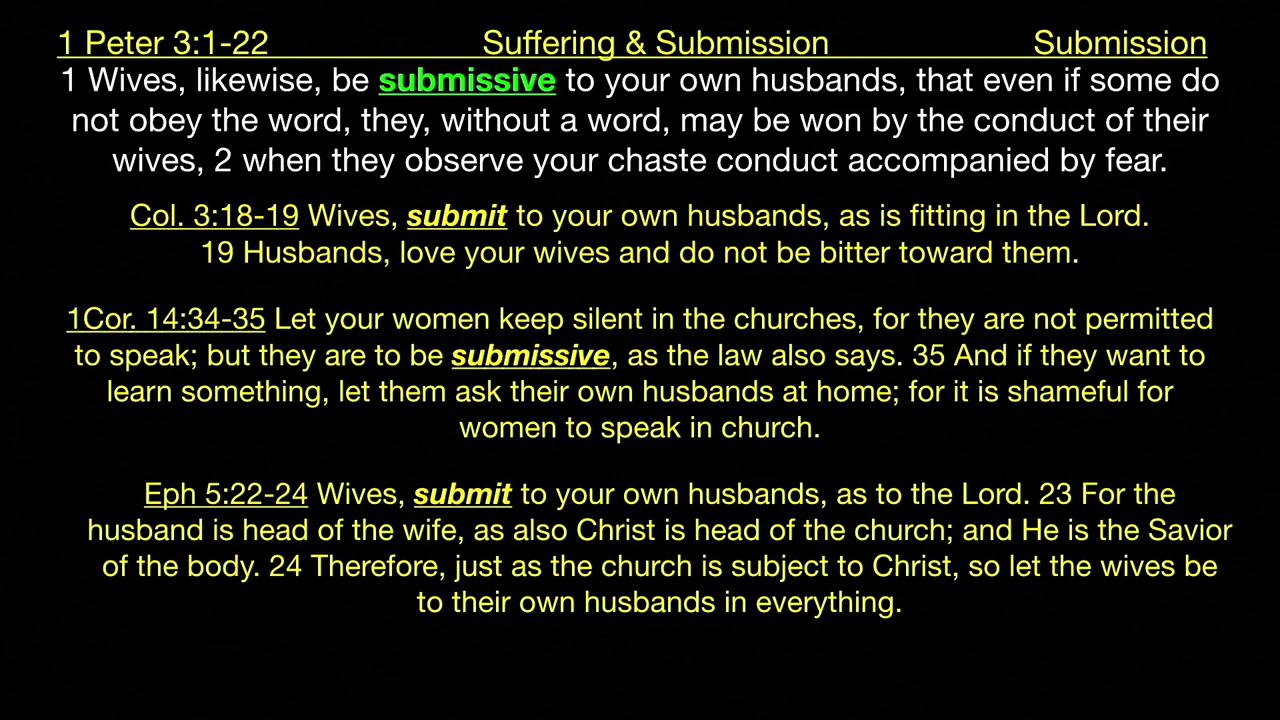 1 Peter 3:1-22 Suffering & Submission Submission
1 Wives, likewise, be submissive to your own husbands, that even if some do
not obey the word, they, without a word, may be won by the conduct of their
wives, 2 when they observe your chaste conduct accompanied by fear.
Col. 3:18-19 Wives, submit to your own husbands, as is fitting in the Lord.
19 Husbands, love your wives and do not be bitter toward them.
1Cor. 14:34-35 Let your women keep silent in the churches, for they are not permitted
to speak; but they are to be submissive, as the law also says. 35 And if they want to
learn something, let them ask their own husbands at home; for it is shameful for
women to speak in church.
Eph 5:22-24 Wives, submit to your own husbands, as to the Lord. 23 For the
husband is head of the wife, as also Christ is head of the church; and He is the Savior
of the body. 24 Therefore, just as the church is subject to Christ, so let the wives be
to their own husbands in everything.